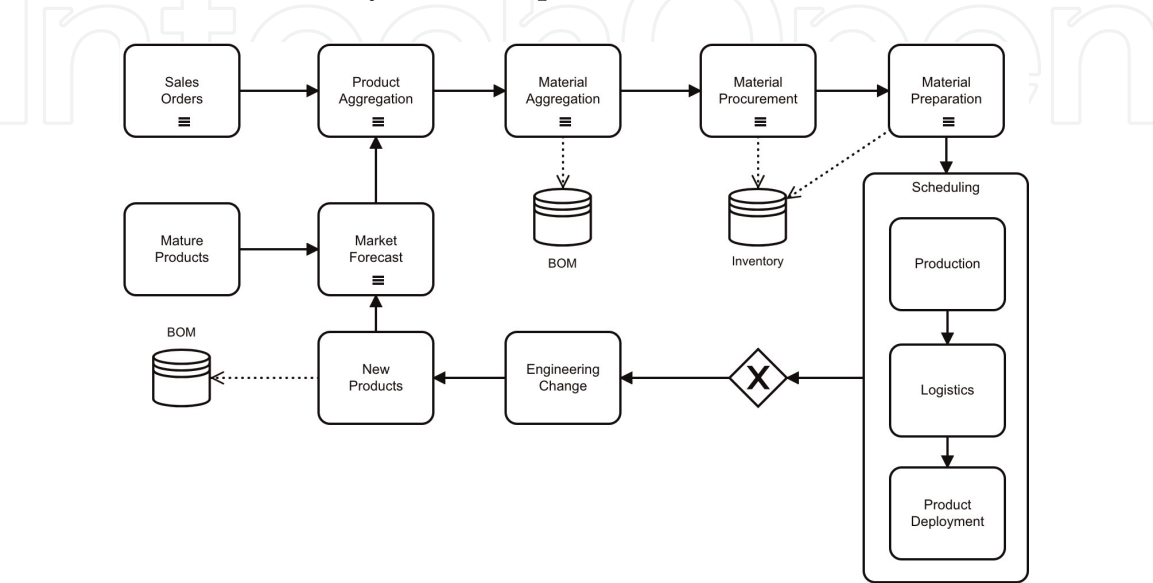 Sales
Orders
Product
Aggregation
Material
Aggregation
Material
Procurement
Material
Preparation
Scheduling
Mature
Products
Market
Forecast
BOM
Inventory
Production
BOM
New
Products
Engineering
Change
X
Logistics
Product
Deployment